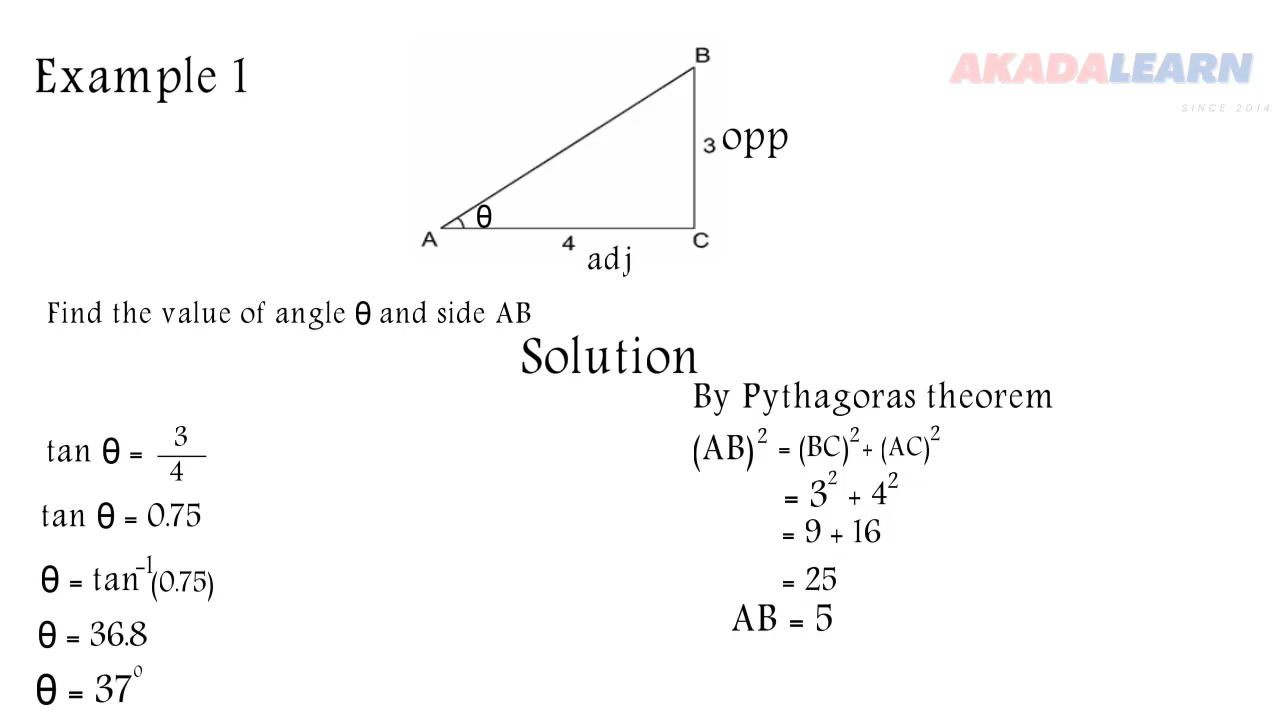 Example 1
AKADALEARN
SINCE 2014
B
3 opp
θ
A
4
C
adj
Find the value of angle θ and side AB
Solution
tan θ = 3/4
tan θ = 0.75
θ = tan⁻¹(0.75)
θ = 36.8
θ = 37⁰
By Pythagoras theorem
(AB)² = (BC)² + (AC)²
= 3² + 4²
= 9 + 16
= 25
AB = 5